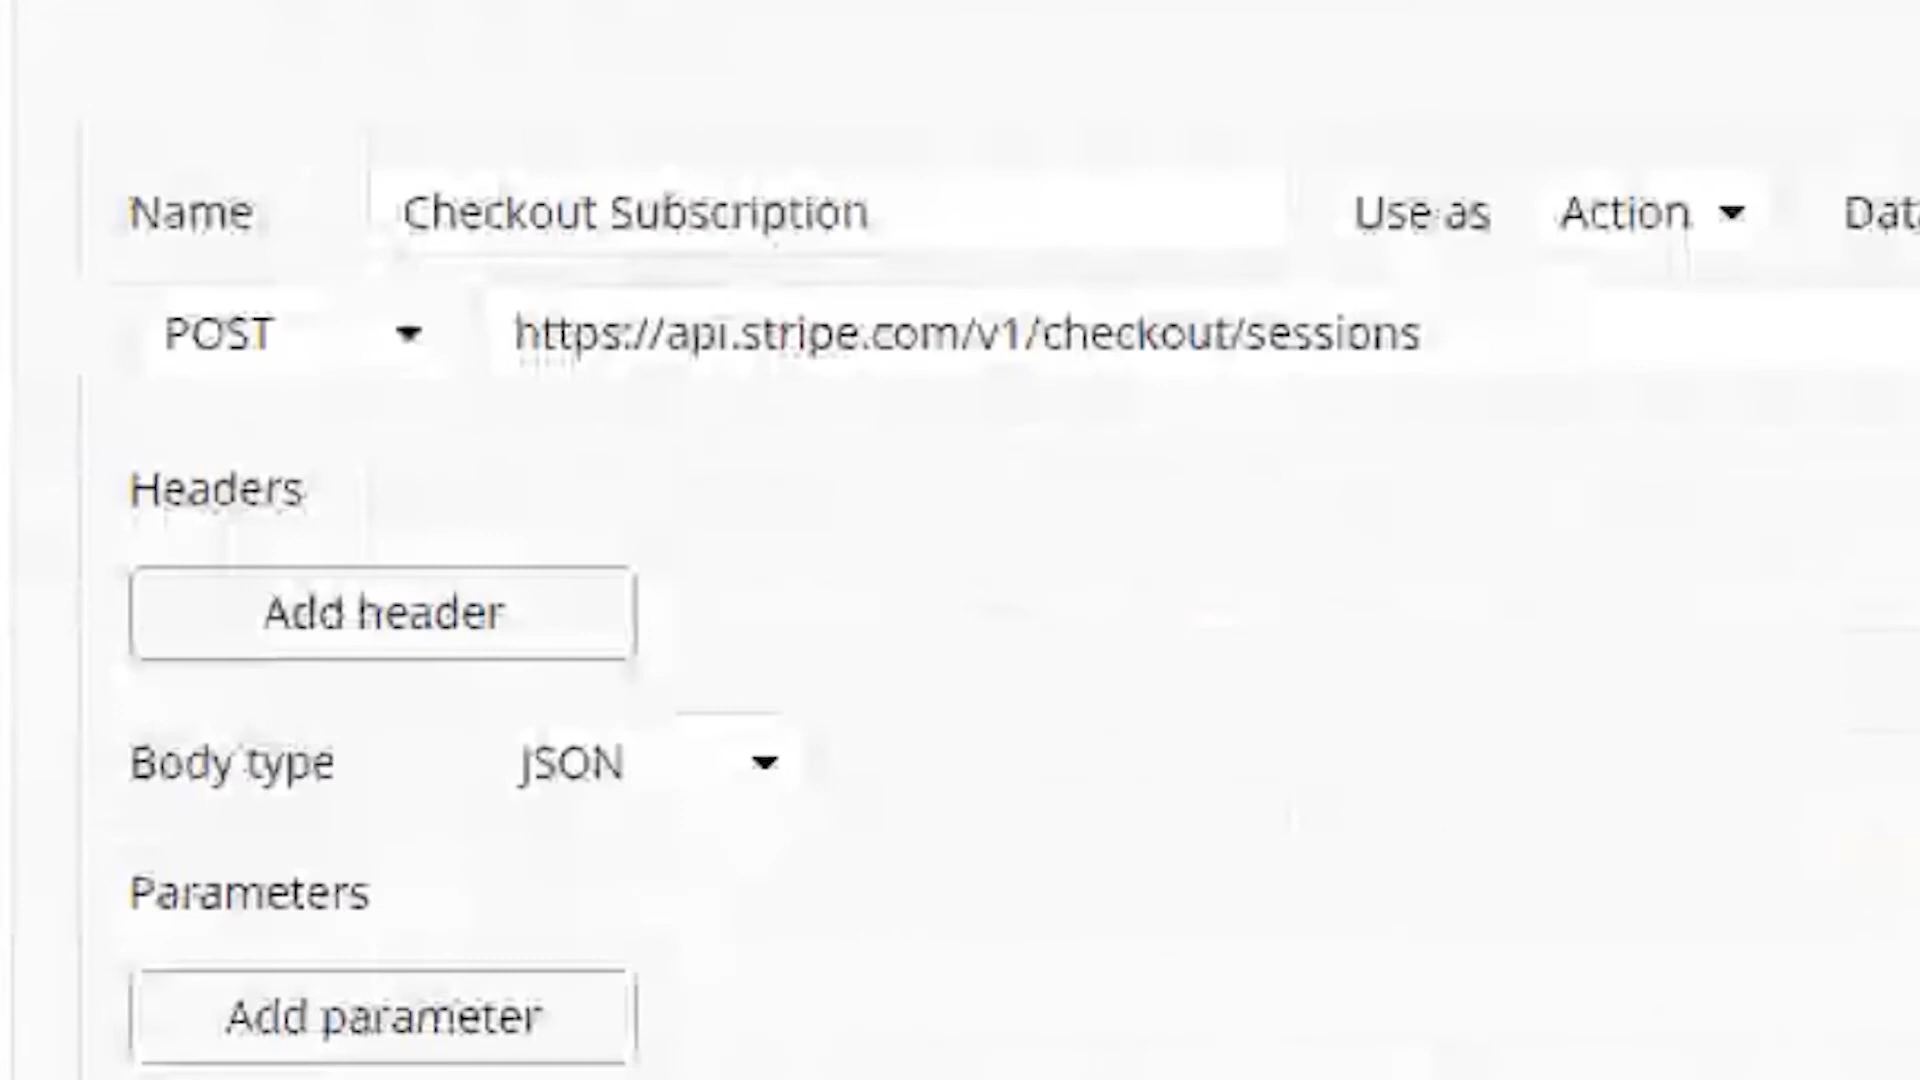 Name Checkout Subscription Use as Action
POST https://api.stripe.com/v1/checkout/sessions
Headers
Add header
Body type JSON
Parameters
Add parameter